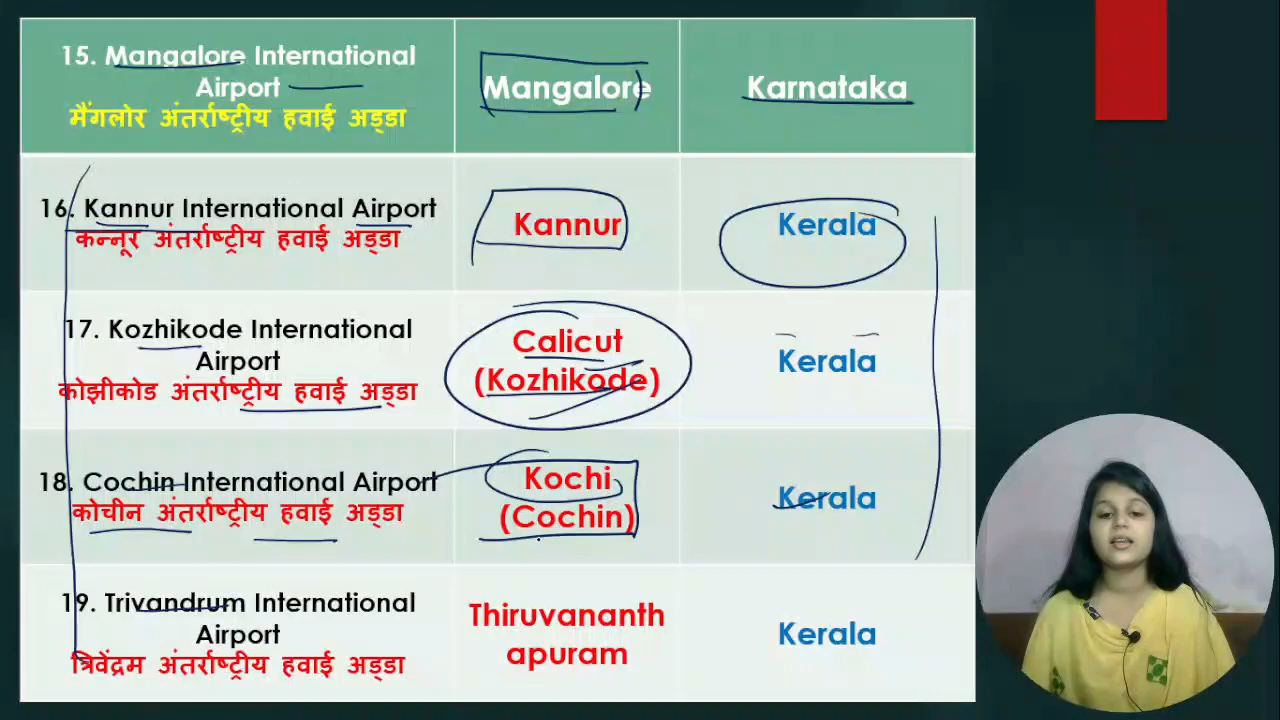 15. Mangalore International
Airport
मैंगलोर अंतर्राष्ट्रीय हवाई अड्डा
Mangalore
Karnataka
16. Kannur International Airport
कन्नूर अंतर्राष्ट्रीय हवाई अड्डा
Kannur
Kerala
17. Kozhikode International
Airport
कोझीकोड अंतर्राष्ट्रीय हवाई अड्डा
Calicut
(Kozhikode)
Kerala
18. Cochin International Airport
कोचीन अंतर्राष्ट्रीय हवाई अड्डा
Kochi
(Cochin)
Kerala
19. Trivandrum International
Airport
त्रिवेंद्रम अंतर्राष्ट्रीय हवाई अड्डा
Thiruvananth
apuram
Kerala